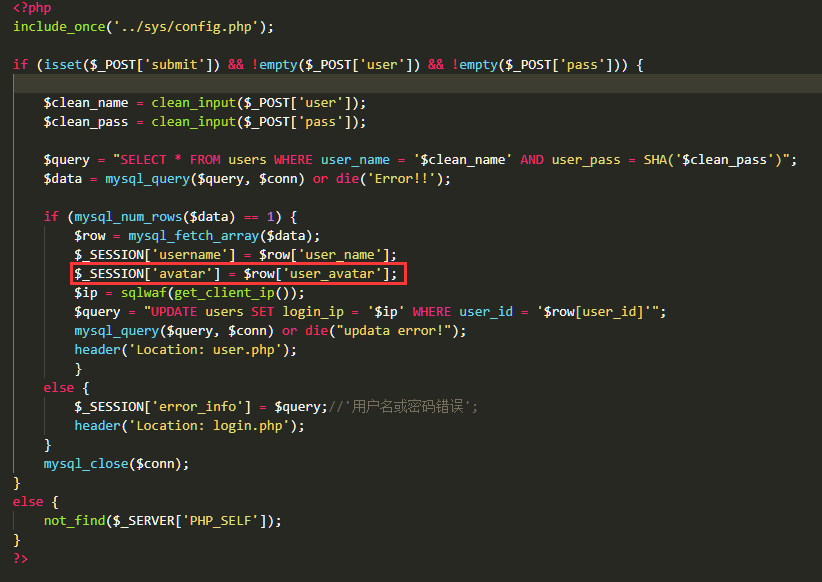 <?php
include_once('../sys/config.php');
if (isset($_POST['submit']) && !empty($_POST['user']) && !empty($_POST['pass'])) {
$clean_name = clean_input($_POST['user']);
$clean_pass = clean_input($_POST['pass']);
$query = "SELECT * FROM users WHERE user_name = '$clean_name' AND user_pass = SHA('$clean_pass')";
$data = mysql_query($query, $conn) or die('Error!!');
if (mysql_num_rows($data) == 1) {
$row = mysql_fetch_array($data);
$_SESSION['username'] = $row['user_name'];
$_SESSION['avatar'] = $row['user_avatar'];
$ip = sqlwaf(get_client_ip());
$query = "UPDATE users SET login_ip = '$ip' WHERE user_id = '$row[user_id]'";
mysql_query($query, $conn) or die("updata error!");
header('Location: user.php');
}
else {
$_SESSION['error_info'] = $query;//'用户名或密码错误';
header('Location: login.php');
}
mysql_close($conn);
}
else {
not_find($_SERVER['PHP_SELF']);
}
?>